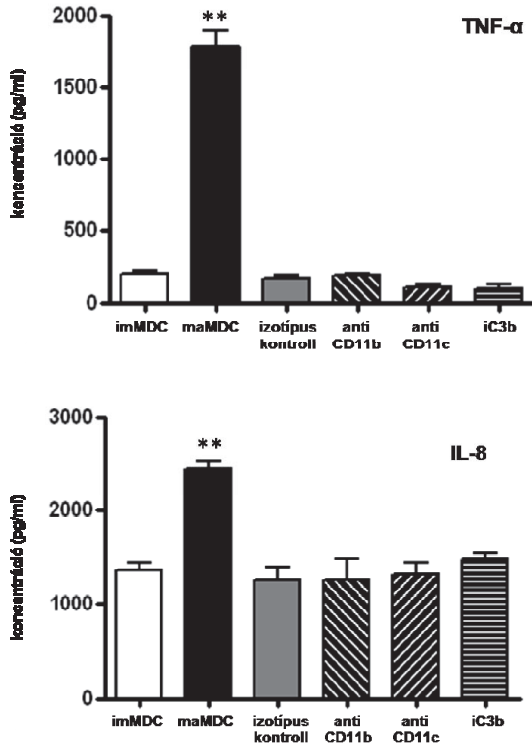 TNF-α
**
koncentráció (pg/ml)
2000
1500
1000
500
0
imMDC maMDC izotípus kontroll anti CD11b anti CD11c iC3b
IL-8
**
koncentráció (pg/ml)
3000
2000
1000
0
imMDC maMDC izotípus kontroll anti CD11b anti CD11c iC3b